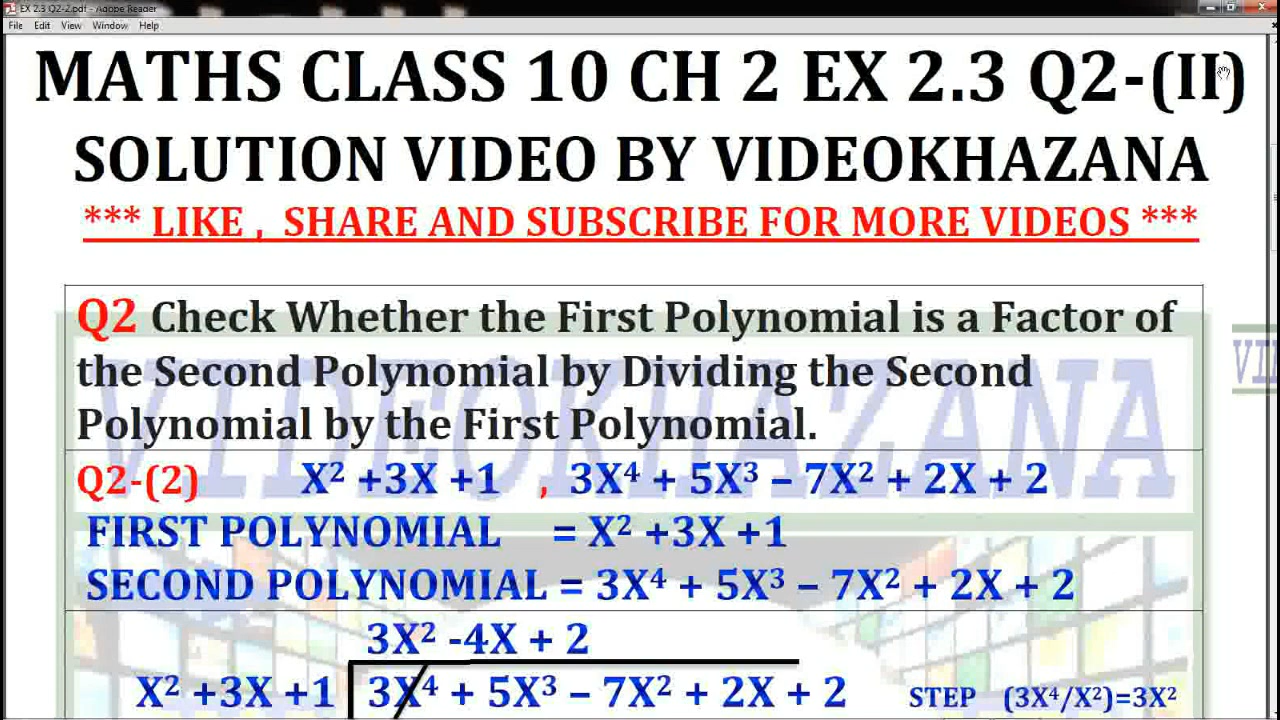 EX 2.3 Q2-2.pdf - Adobe Reader
File Edit View Window Help
MATHS CLASS 10 CH 2 EX 2.3 Q2-(II)
SOLUTION VIDEO BY VIDEOKHAZANA
*** LIKE , SHARE AND SUBSCRIBE FOR MORE VIDEOS ***
Q2 Check Whether the First Polynomial is a Factor of
the Second Polynomial by Dividing the Second
Polynomial by the First Polynomial.
VIDEOKHAZANA
Q2-(2) X² +3X +1 , 3X⁴ + 5X³ – 7X² + 2X + 2
FIRST POLYNOMIAL = X² +3X +1
SECOND POLYNOMIAL = 3X⁴ + 5X³ – 7X² + 2X + 2
3X² -4X + 2
X² +3X +1 3X⁴ + 5X³ – 7X² + 2X + 2 STEP (3X⁴/X²)=3X²